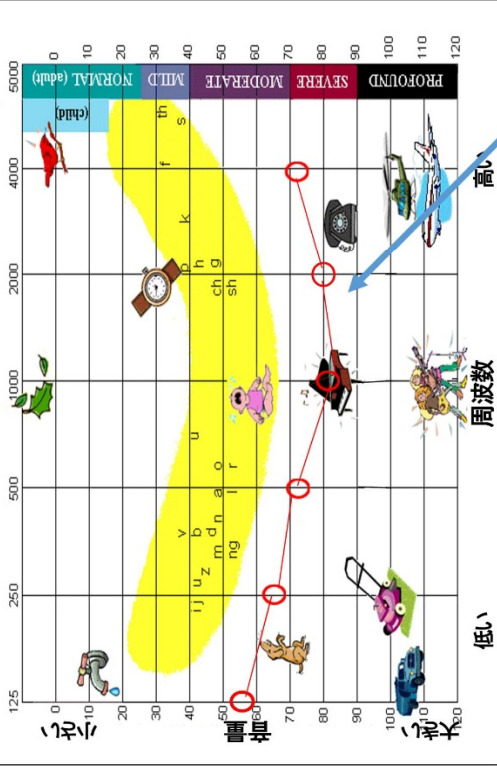 0 10 20 30 40 50 60 70 80 90 100 110 120
5000
NORMAL (adult) MILD MODERATE SEVERE PROFOUND
(child)
th
s
4000
f
高い
k
p h g
2000
ch sh
1000
周波数
u
o r
500
a l
n
v b d
m ng
z
250
u
i j
低い
125
0 10 20 30 40 50 60 70 80 90 100 110 120
小さい 音量 大きい